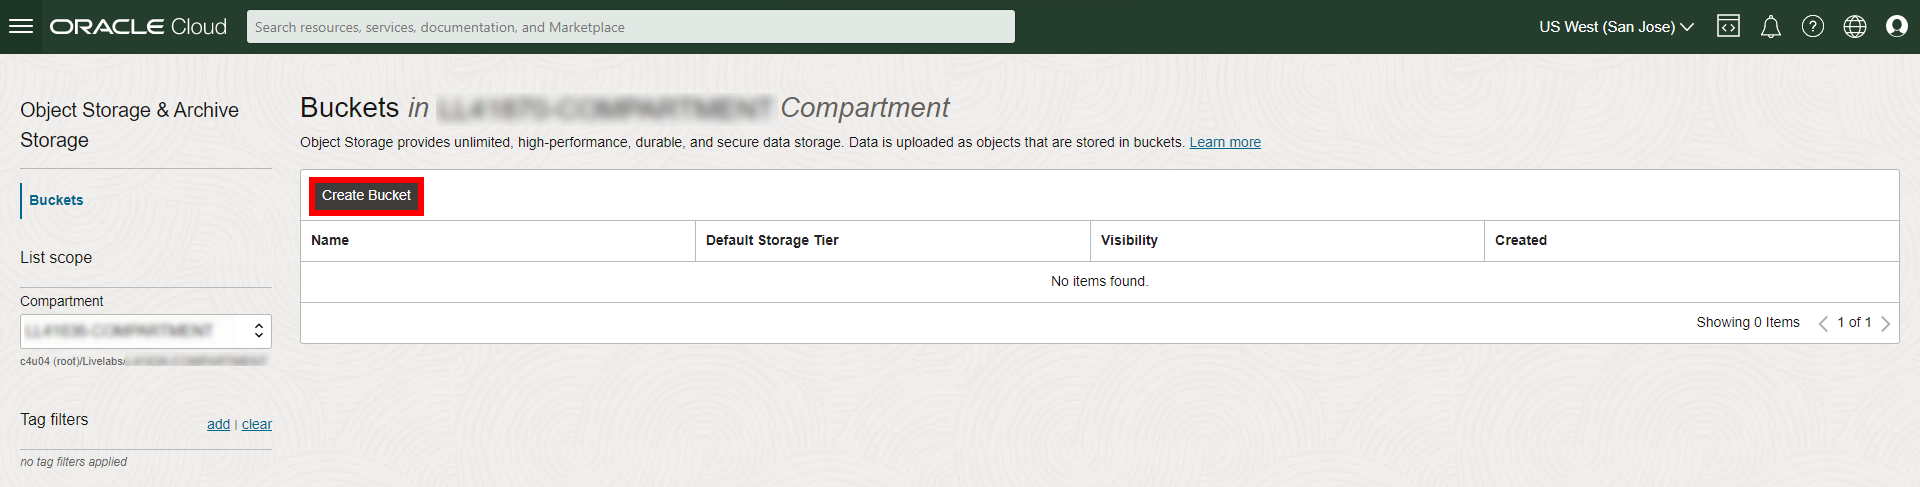 ORACLE Cloud
Search resources, services, documentation, and Marketplace
US West (San Jose)
Object Storage & Archive
Storage
Buckets
List scope
Compartment
c4u04 (root)/Livelabs/
Tag filters
add | clear
no tag filters applied
Buckets in Compartment
Object Storage provides unlimited, high-performance, durable, and secure data storage. Data is uploaded as objects that are stored in buckets. Learn more
Create Bucket
Name Default Storage Tier Visibility Created
No items found.
Showing 0 Items 1 of 1